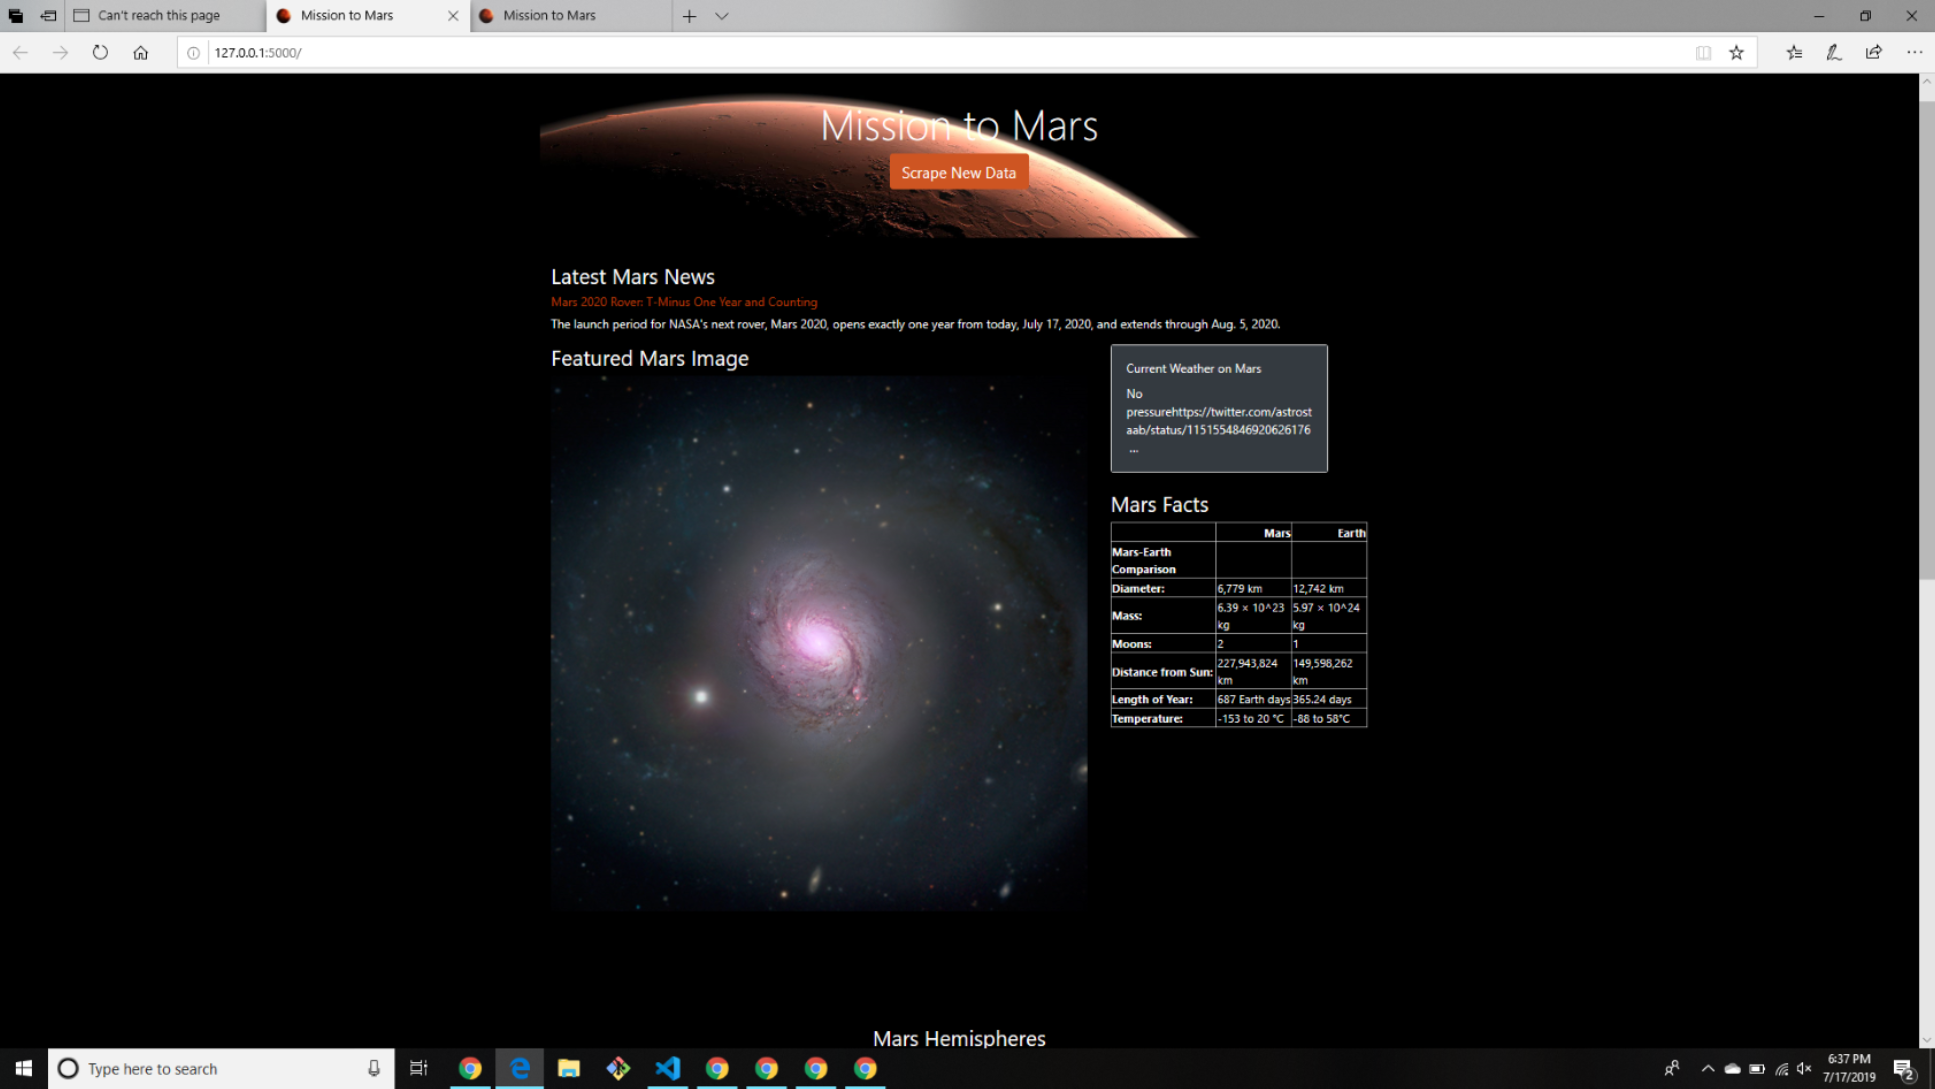 Can't reach this page
Mission to Mars
Mission to Mars
127.0.0.1:5000/
Mission to Mars
Scrape New Data
Latest Mars News
Mars 2020 Rover: T-Minus One Year and Counting
The launch period for NASA's next rover, Mars 2020, opens exactly one year from today, July 17, 2020, and extends through Aug. 5, 2020.
Featured Mars Image
Current Weather on Mars
No
pressurehttps://twitter.com/astrost
aab/status/1151554846920626176
...
Mars Facts
Mars Earth
Mars-Earth
Comparison
Diameter: 6,779 km 12,742 km
Mass: 6.39 × 10^23 kg 5.97 × 10^24 kg
Moons: 2 1
Distance from Sun: 227,943,824 km 149,598,262 km
Length of Year: 687 Earth days 365.24 days
Temperature: -153 to 20 °C -88 to 58°C
Mars Hemispheres
Type here to search
6:37 PM
7/17/2019
2